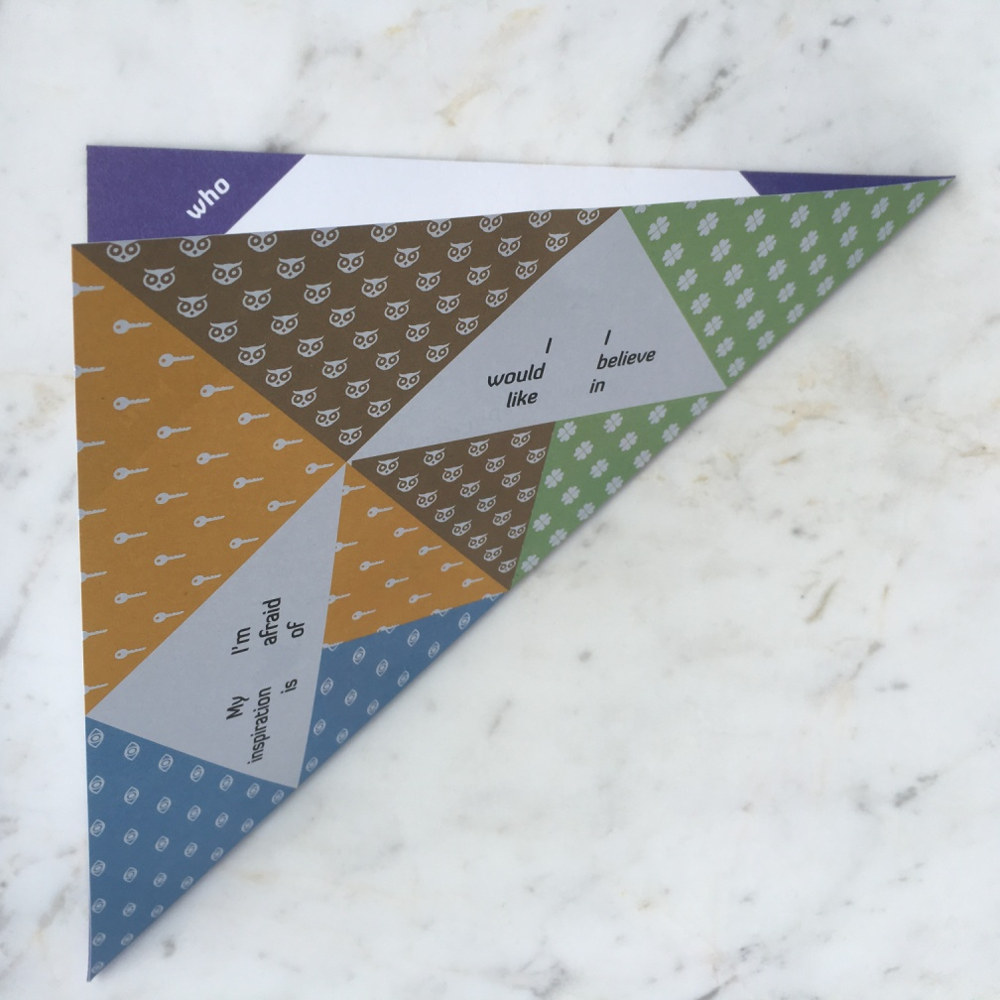 who
I
would
like
I
believe
in
I'm
afraid
of
My
inspiration
is